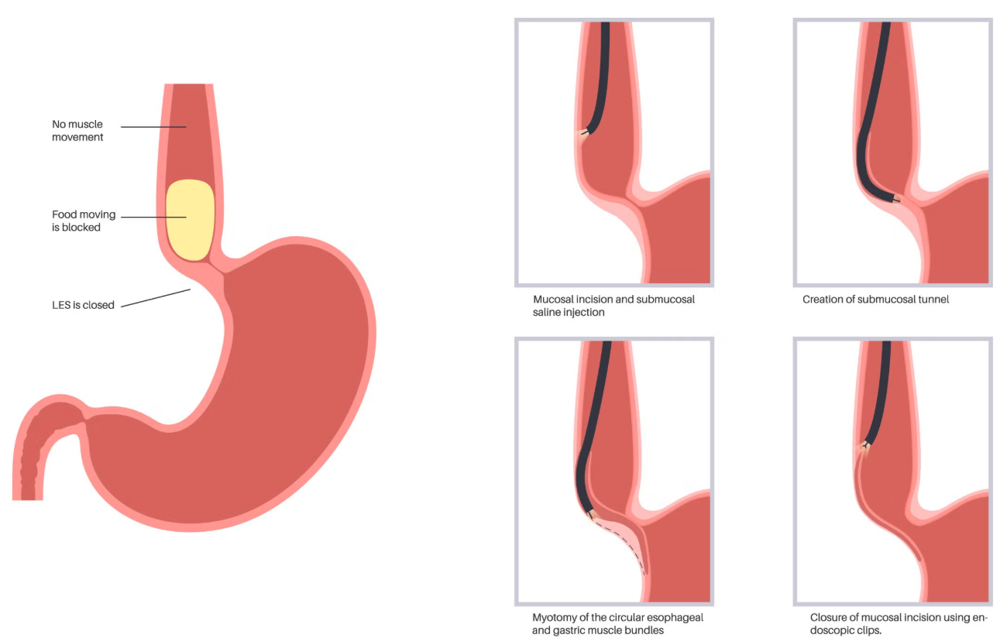 No muscle
movement
Food moving
is blocked
LES is closed
Mucosal incision and submucosal
saline injection
Creation of submucosal tunnel
Myotomy of the circular esophageal
and gastric muscle bundles
Closure of mucosal incision using en-
doscopic clips.